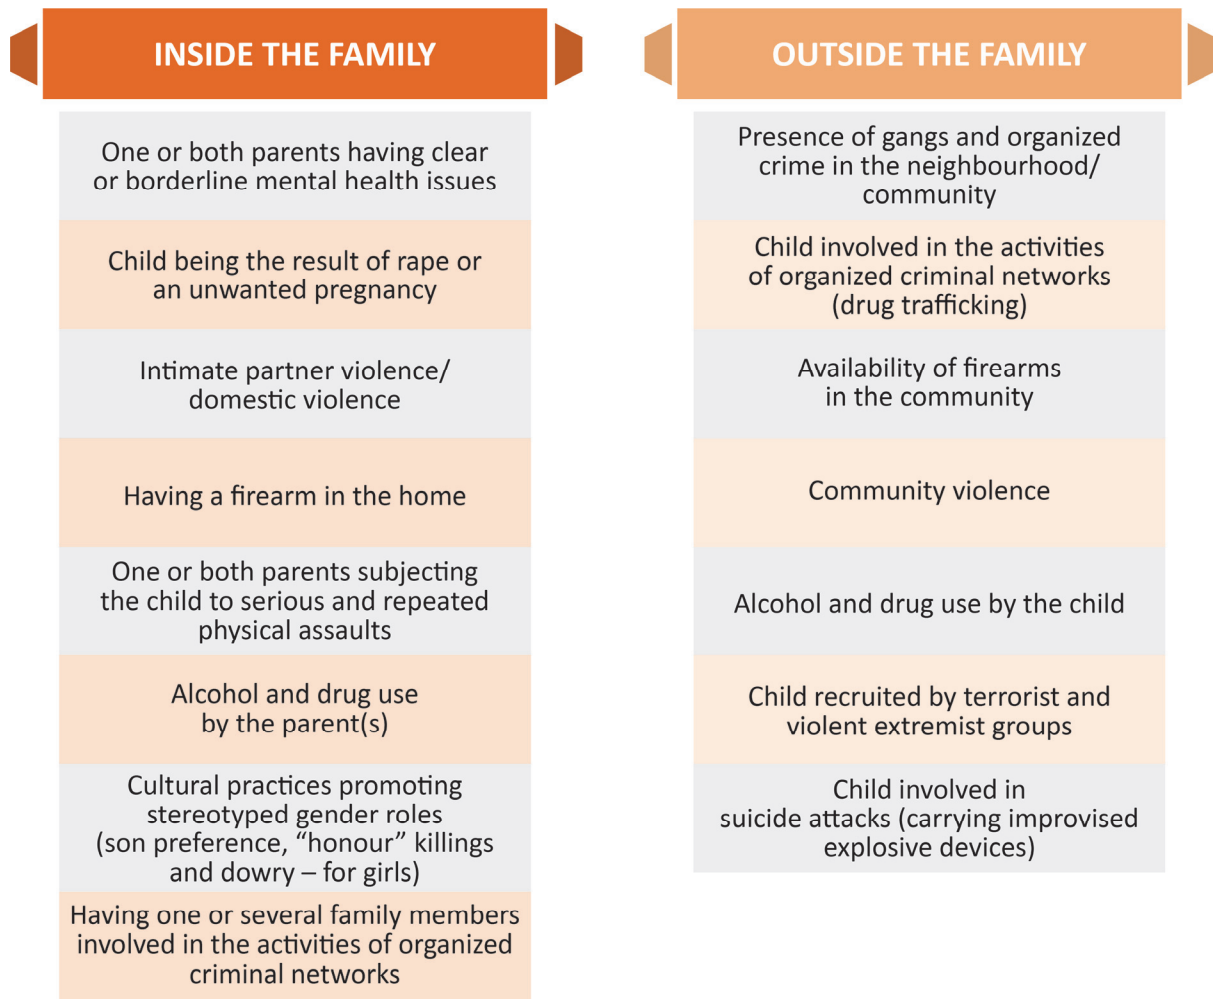 INSIDE THE FAMILY
One or both parents having clear
or borderline mental health issues
Child being the result of rape or
an unwanted pregnancy
Intimate partner violence/
domestic violence
Having a firearm in the home
One or both parents subjecting
the child to serious and repeated
physical assaults
Alcohol and drug use
by the parent(s)
Cultural practices promoting
stereotyped gender roles
(son preference, “honour” killings
and dowry – for girls)
Having one or several family members
involved in the activities of organized
criminal networks
OUTSIDE THE FAMILY
Presence of gangs and organized
crime in the neighbourhood/
community
Child involved in the activities
of organized criminal networks
(drug trafficking)
Availability of firearms
in the community
Community violence
Alcohol and drug use by the child
Child recruited by terrorist and
violent extremist groups
Child involved in
suicide attacks (carrying improvised
explosive devices)